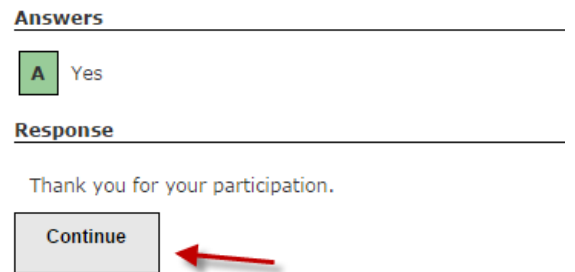 Answers
A Yes
Response
Thank you for your participation.
Continue